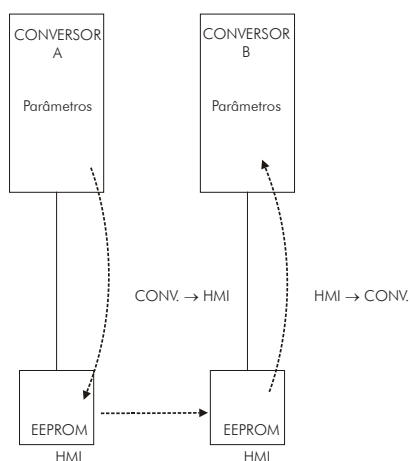 CONVERSOR
A
Parâmetros
CONVERSOR
B
Parâmetros
CONV. → HMI
HMI → CONV.
EEPROM
HMI
EEPROM
HMI